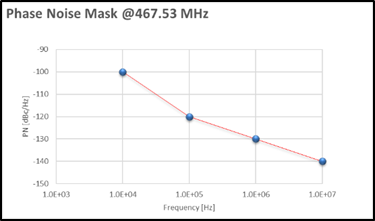 Phase Noise Mask @467.53 MHz
-90
-100
-110
-120
-130
-140
-150
PN [dBc/Hz]
1.0E+03 1.0E+04 1.0E+05 1.0E+06 1.0E+07
Frequency [Hz]